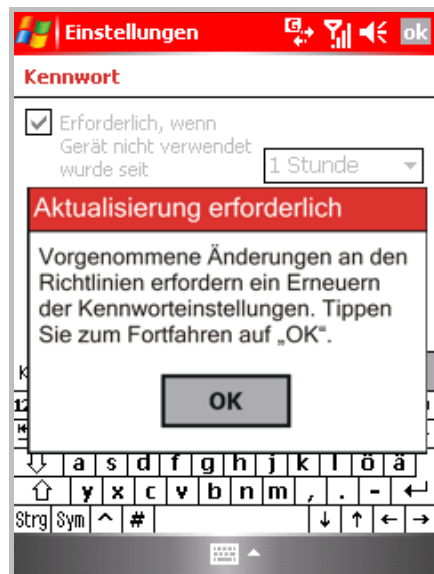 Einstellungen
G
ok
Kennwort
Erforderlich, wenn
Gerät nicht verwendet
wurde seit
1 Stunde
Aktualisierung erforderlich
Vorgenommene Änderungen an den
Richtlinien erfordern ein Erneuern
der Kennworteinstellungen. Tippen
Sie zum Fortfahren auf „OK“.
OK
K
12
a s d f g h j k l ö ä
y x c v b n m , . - 
Strg Sym ^ # ↓ ↑ ← →